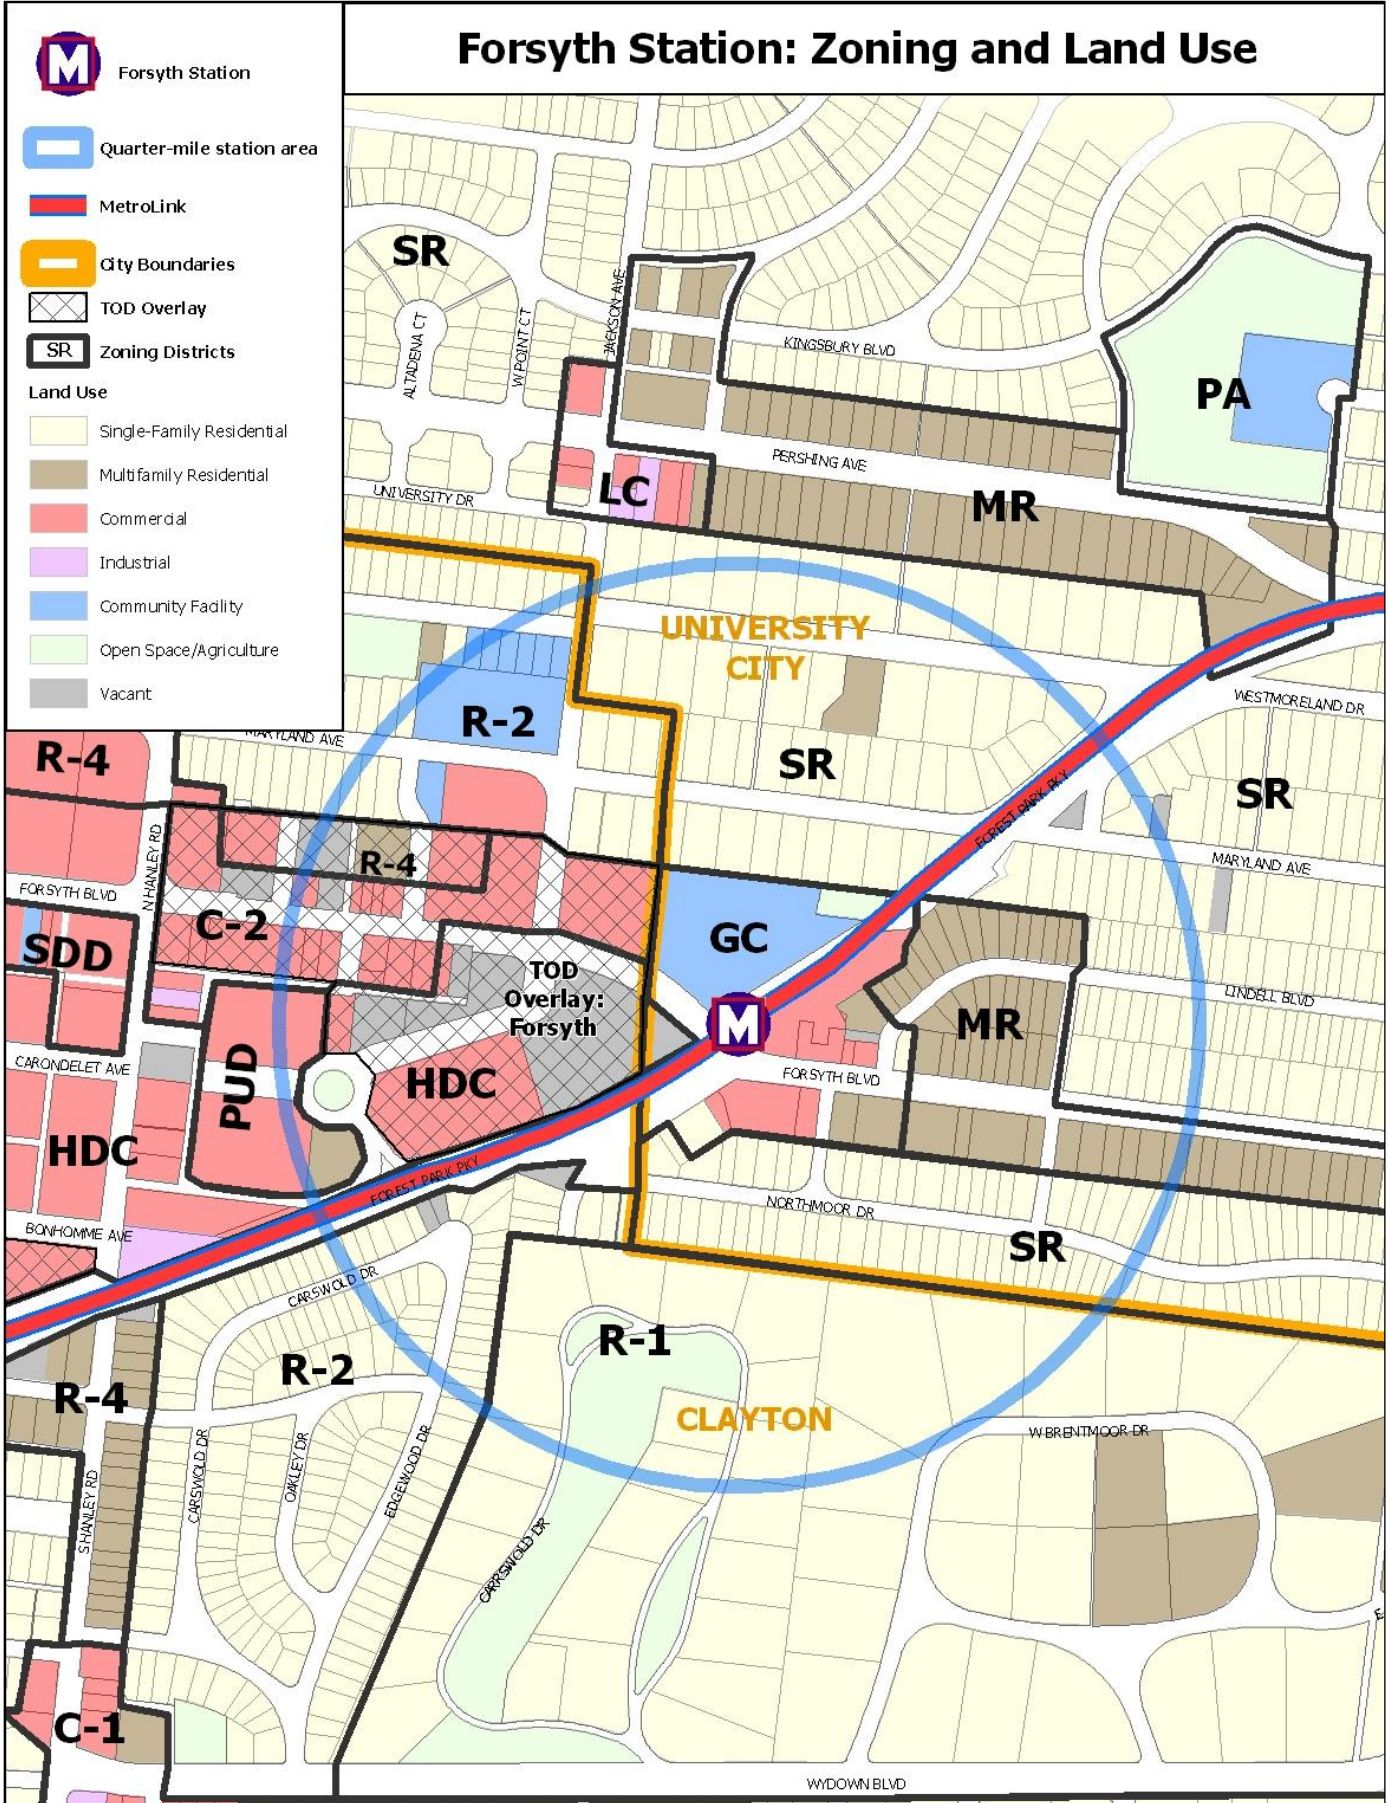 Forsyth Station: Zoning and Land Use
M
Forsyth Station
Quarter-mile station area
MetroLink
City Boundaries
TOD Overlay
SR
Zoning Districts
Land Use
Single-Family Residential
Multifamily Residential
Commercial
Industrial
Community Facility
Open Space/Agriculture
Vacant
SR
JACKSON AVE
ALTADENA CT
W POINT CT
KINGSBURY BLVD
PA
PERSHING AVE
UNIVERSITY DR
LC
MR
UNIVERSITY
CITY
WESTMORELAND DR
R-2
MARYLAND AVE
R-4
SR
SR
FOREST PARK PKY
N HANLEY RD
R-4
MARYLAND AVE
FORSYTH BLVD
C-2
SDD
GC
TOD
Overlay:
Forsyth
LINDELL BLVD
M
MR
CARONDELET AVE
PUD
HDC
FORSYTH BLVD
HDC
FOREST PARK PKY
NORTHMOOR DR
BONHOMME AVE
SR
CARSWOLD DR
R-1
R-2
R-4
CLAYTON
W BRENTMOOR DR
CARSWOLD DR
OAKLEY DR
EDGEWOOD DR
S HANLEY RD
CARRSWOLD DR
C-1
WYDOWN BLVD